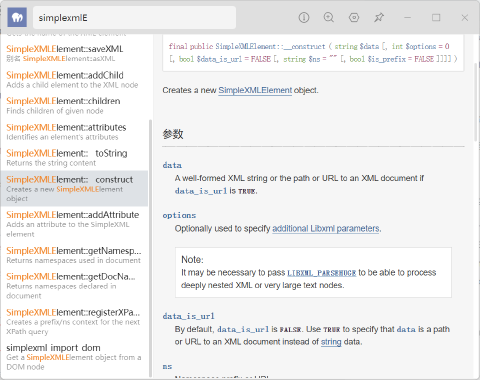 simplexmlE
SimpleXMLElement::saveXML
别名 SimpleXMLElement::asXML
SimpleXMLElement::addChild
Adds a child element to the XML node
SimpleXMLElement::children
Finds children of given node
SimpleXMLElement::attributes
Identifies an element's attributes
SimpleXMLElement:: toString
Returns the string content
SimpleXMLElement:: construct
Creates a new SimpleXMLElement
object
SimpleXMLElement::addAttribute
Adds an attribute to the SimpleXML
element
SimpleXMLElement::getNamesp...
Returns namespaces used in document
SimpleXMLElement::getDocNa...
Returns namespaces declared in
document
SimpleXMLElement::registerXPa...
Creates a prefix/ns context for the next
XPath query
simplexml import dom
Get a SimpleXMLElement object from a
DOM node
final public SimpleXMLElement::__construct ( string $data [, int $options = 0
[, bool $data_is_url = FALSE [, string $ns = "" [, bool $is_prefix = FALSE ]]]] )
Creates a new SimpleXMLElement object.
参数
data
A well-formed XML string or the path or URL to an XML document if
data_is_url is TRUE.
options
Optionally used to specify additional Libxml parameters.
Note:
It may be necessary to pass LIBXML_PARSEHUGE to be able to process
deeply nested XML or very large text nodes.
data_is_url
By default, data_is_url is FALSE. Use TRUE to specify that data is a path
or URL to an XML document instead of string data.
ns